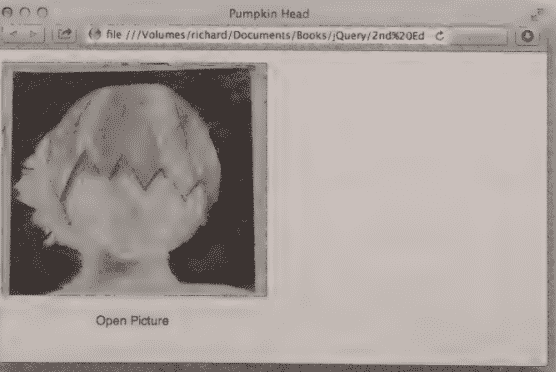 Pumpkin Head
file ///Volumes/richard/Documents/Books/jQuery/2nd%20Ed
Open Picture